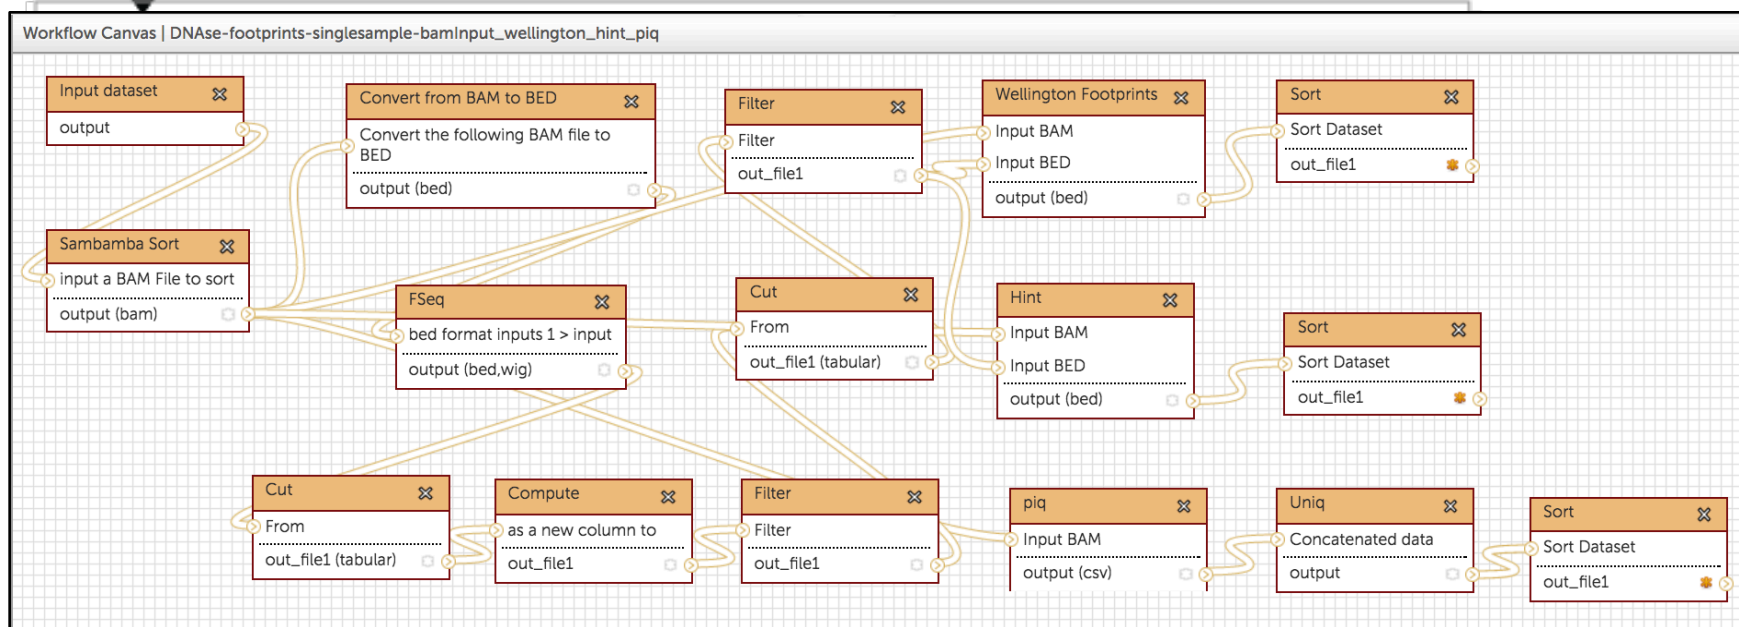 Workflow Canvas | DNAse-footprints-singlesample-bamInput_wellington_hint_piq
Input dataset
output
Convert from BAM to BED
Convert the following BAM file to
BED
output (bed)
Filter
Filter
out_file1
Wellington Footprints
Input BAM
Input BED
output (bed)
Sort
Sort Dataset
out_file1
Sambamba Sort
input a BAM File to sort
output (bam)
FSeq
bed format inputs 1 > input
output (bed,wig)
Cut
From
out_file1 (tabular)
Hint
Input BAM
Input BED
output (bed)
Sort
Sort Dataset
out_file1
Cut
From
out_file1 (tabular)
Compute
as a new column to
out_file1
Filter
Filter
out_file1
piq
Input BAM
output (csv)
Uniq
Concatenated data
output
Sort
Sort Dataset
out_file1